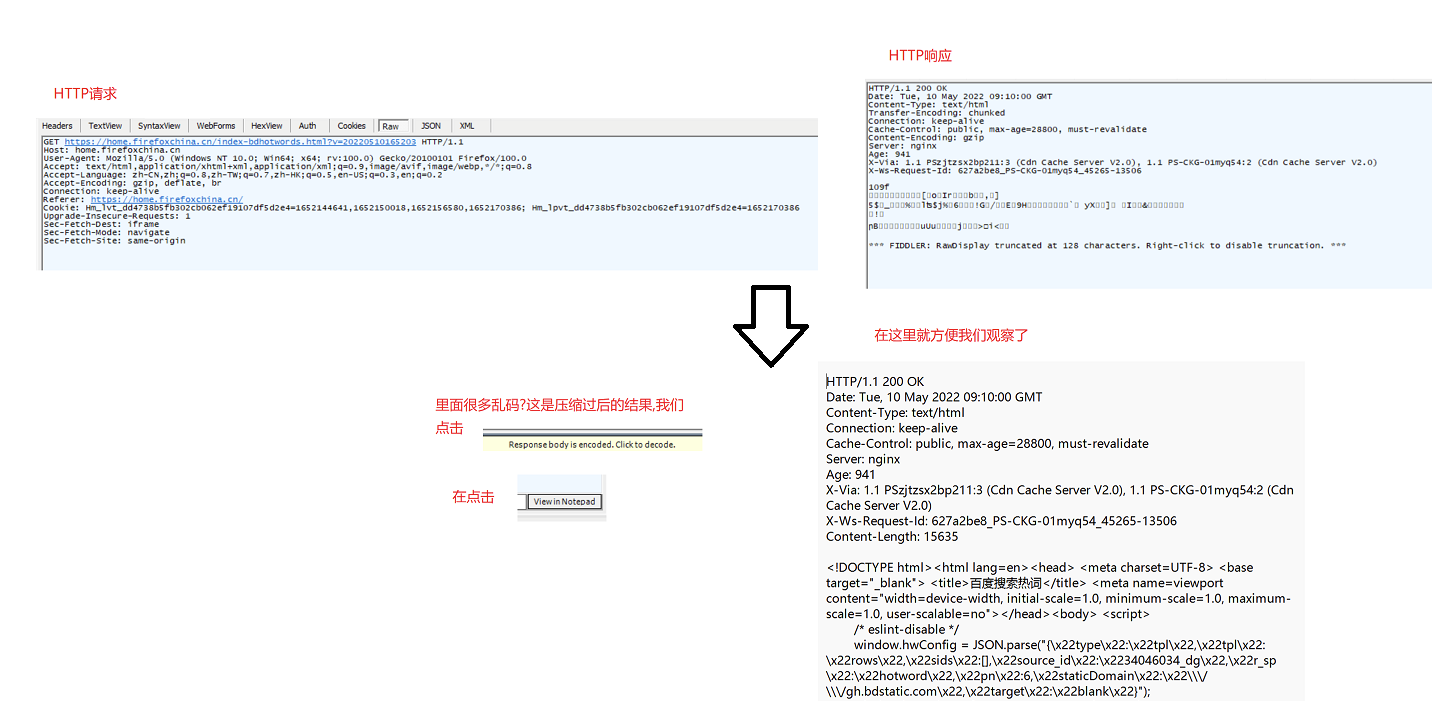 HTTP请求
Headers TextView SyntaxView WebForms HexView Auth Cookies Raw JSON XML
GET https://home.firefoxchina.cn/index-bdhotwords.html?v=20220510165203 HTTP/1.1
Host: home.firefoxchina.cn
User-Agent: Mozilla/5.0 (Windows NT 10.0; Win64; x64; rv:100.0) Gecko/20100101 Firefox/100.0
Accept: text/html,application/xhtml+xml,application/xml;q=0.9,image/avif,image/webp,*/*;q=0.8
Accept-Language: zh-CN,zh;q=0.8,zh-TW;q=0.7,zh-HK;q=0.5,en-US;q=0.3,en;q=0.2
Accept-Encoding: gzip, deflate, br
Connection: keep-alive
Referer: https://home.firefoxchina.cn/
Cookie: Hm_lvt_dd4738b5fb302cb062ef19107df5d2e4=1652144641,1652150018,1652156580,1652170386; Hm_lpvt_dd4738b5fb302cb062ef19107df5d2e4=1652170386
Upgrade-Insecure-Requests: 1
Sec-Fetch-Dest: iframe
Sec-Fetch-Mode: navigate
Sec-Fetch-Site: same-origin
HTTP响应
HTTP/1.1 200 OK
Date: Tue, 10 May 2022 09:10:00 GMT
Content-Type: text/html
Transfer-Encoding: chunked
Connection: keep-alive
Cache-Control: public, max-age=28800, must-revalidate
Content-Encoding: gzip
Server: nginx
Age: 941
X-Via: 1.1 PSzjtzsx2bp211:3 (Cdn Cache Server V2.0), 1.1 PS-CKG-01myq54:2 (Cdn Cache Server V2.0)
X-Ws-Request-Id: 627a2be8_PS-CKG-01myq54_45265-13506
109f
*** FIDDLER: RawDisplay truncated at 128 characters. Right-click to disable truncation. ***
里面很多乱码?这是压缩过后的结果,我们
点击
Response body is encoded. Click to decode.
在点击
View in Notepad
在这里就方便我们观察了
HTTP/1.1 200 OK
Date: Tue, 10 May 2022 09:10:00 GMT
Content-Type: text/html
Connection: keep-alive
Cache-Control: public, max-age=28800, must-revalidate
Server: nginx
Age: 941
X-Via: 1.1 PSzjtzsx2bp211:3 (Cdn Cache Server V2.0), 1.1 PS-CKG-01myq54:2 (Cdn
Cache Server V2.0)
X-Ws-Request-Id: 627a2be8_PS-CKG-01myq54_45265-13506
Content-Length: 15635
<!DOCTYPE html><html lang=en><head> <meta charset=UTF-8> <base
target="_blank"> <title>百度搜索热词</title> <meta name=viewport
content="width=device-width, initial-scale=1.0, minimum-scale=1.0, maximum-
scale=1.0, user-scalable=no"></head><body> <script>
/* eslint-disable */
window.hwConfig = JSON.parse("{\x22type\x22:\x22tpl\x22,\x22tpl\x22:
\x22rows\x22,\x22sids\x22:[],\x22source_id\x22:\x2234046034_dg\x22,\x22r_sp
\x22:\x22hotword\x22,\x22pn\x22:6,\x22staticDomain\x22:\x22\\\/
\\\/gh.bdstatic.com\x22,\x22target\x22:\x22blank\x22}");